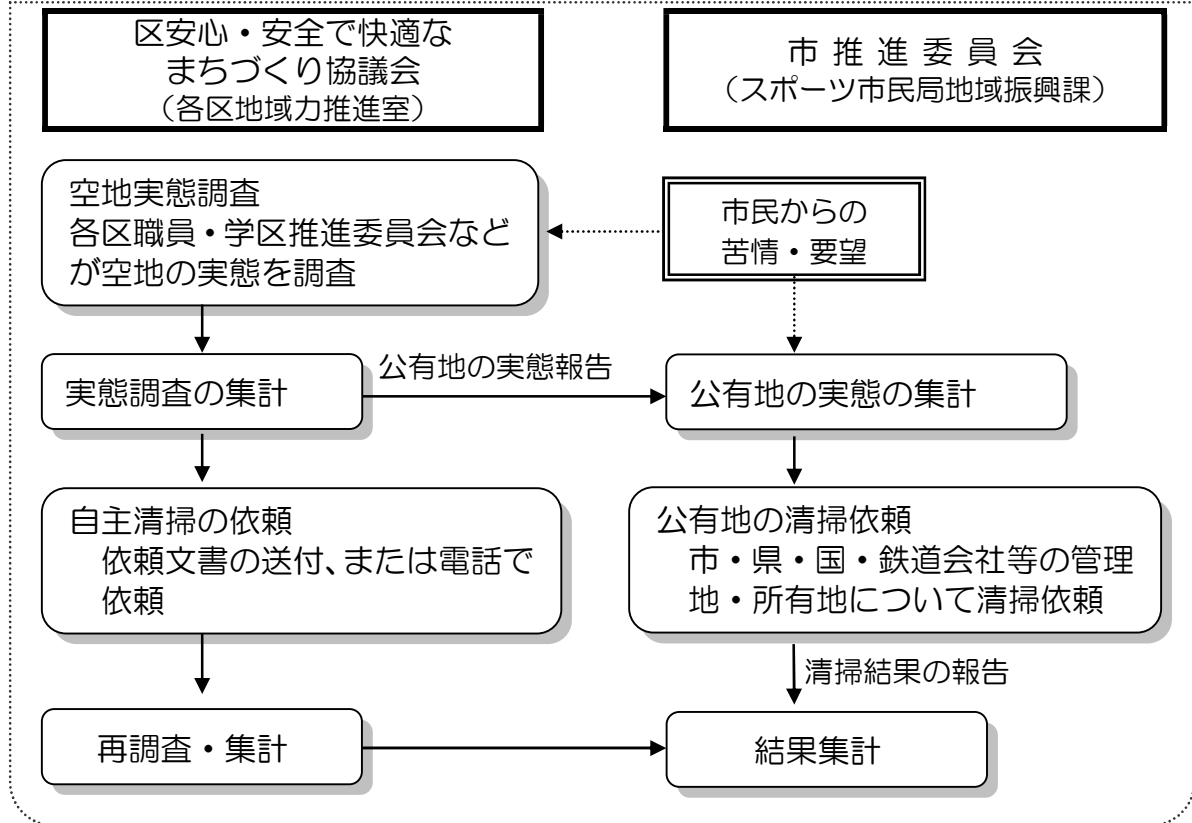 区安心・安全で快適な
まちづくり協議会
（各区地域力推進室）
市推進委員会
（スポーツ市民局地域振興課）
空地実態調査
各区職員・学区推進委員会など
が空地の実態を調査
市民からの
苦情・要望
実態調査の集計
公有地の実態報告
公有地の実態の集計
自主清掃の依頼
依頼文書の送付、または電話で
依頼
公有地の清掃依頼
市・県・国・鉄道会社等の管理
地・所有地について清掃依頼
清掃結果の報告
再調査・集計
結果集計